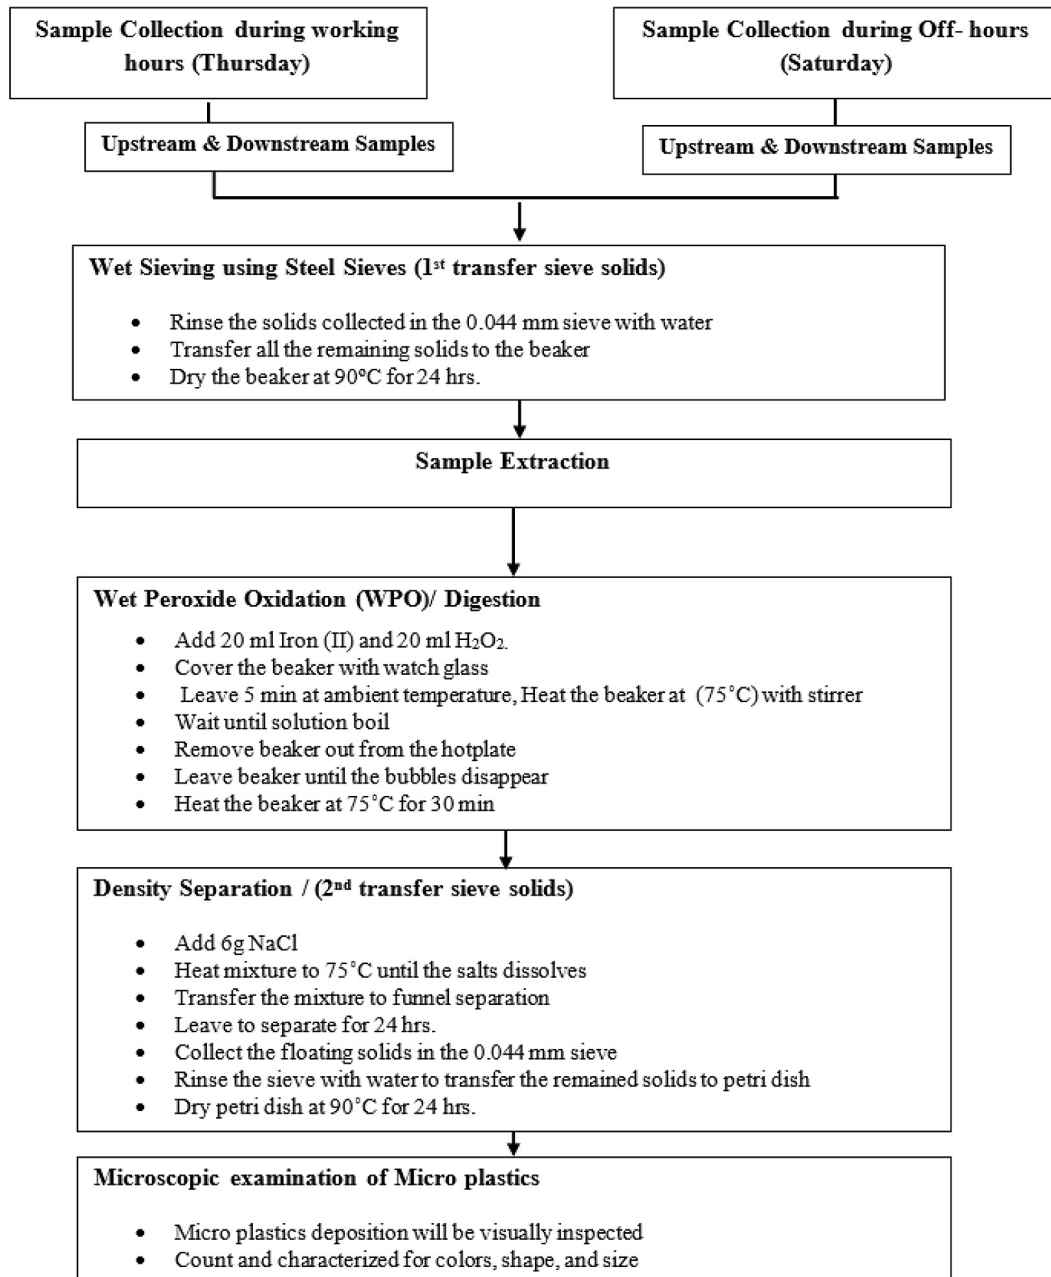 Sample Collection during working
hours (Thursday)
Sample Collection during Off- hours
(Saturday)
Upstream & Downstream Samples
Upstream & Downstream Samples
Wet Sieving using Steel Sieves (1st transfer sieve solids)
• Rinse the solids collected in the 0.044 mm sieve with water
• Transfer all the remaining solids to the beaker
• Dry the beaker at 90°C for 24 hrs.
Sample Extraction
Wet Peroxide Oxidation (WPO)/ Digestion
• Add 20 ml Iron (II) and 20 ml H₂O₂.
• Cover the beaker with watch glass
• Leave 5 min at ambient temperature, Heat the beaker at (75˚C) with stirrer
• Wait until solution boil
• Remove beaker out from the hotplate
• Leave beaker until the bubbles disappear
• Heat the beaker at 75˚C for 30 min
Density Separation / (2nd transfer sieve solids)
• Add 6g NaCl
• Heat mixture to 75˚C until the salts dissolves
• Transfer the mixture to funnel separation
• Leave to separate for 24 hrs.
• Collect the floating solids in the 0.044 mm sieve
• Rinse the sieve with water to transfer the remained solids to petri dish
• Dry petri dish at 90˚C for 24 hrs.
Microscopic examination of Micro plastics
• Micro plastics deposition will be visually inspected
• Count and characterized for colors, shape, and size